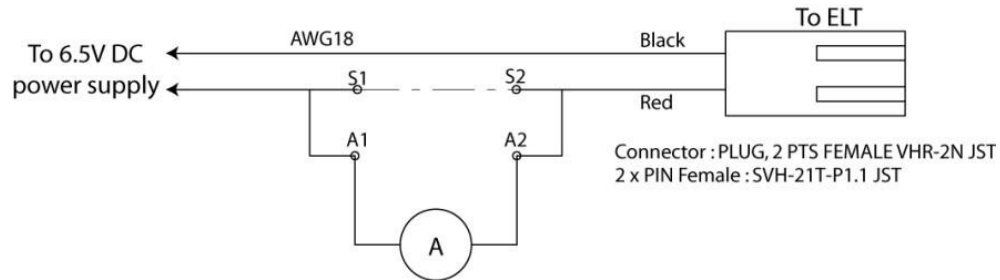 To ELT
To 6.5V DC
power supply
AWG18
Black
S1
S2
Red
A1
A2
Connector : PLUG, 2 PTS FEMALE VHR-2N JST
2 x PIN Female : SVH-21T-P1.1 JST
A